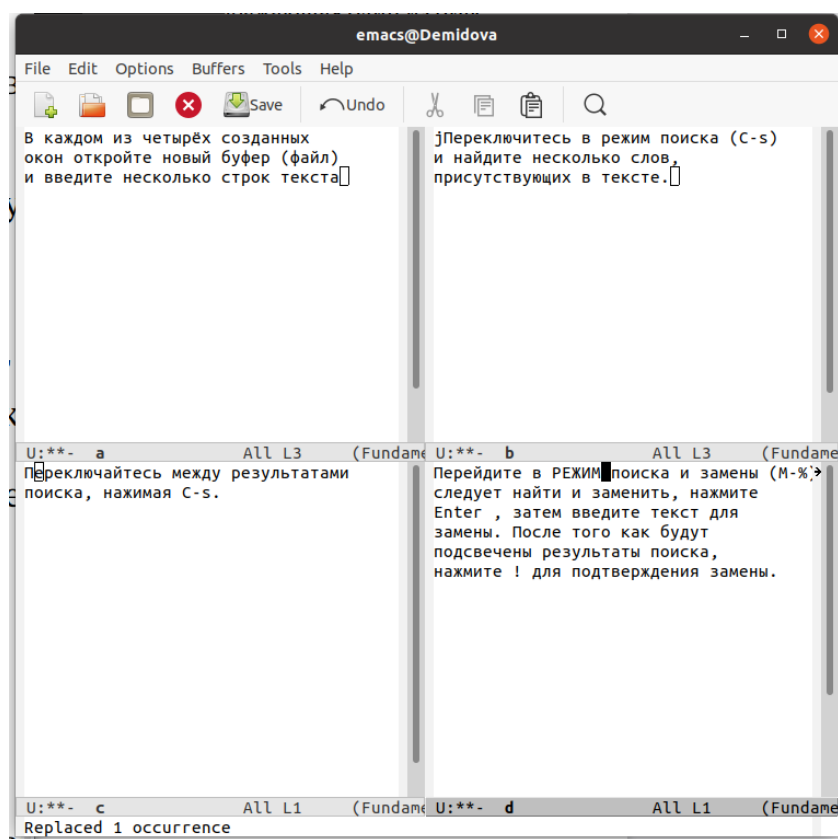 emacs@Demidova
File Edit Options Buffers Tools Help
Save Undo
В каждом из четырёх созданных
окон откройте новый буфер (файл)
и введите несколько строк текста
U:**- a All L3 (Fundame
jПереключитесь в режим поиска (C-s)
и найдите несколько слов,
присутствующих в тексте.
U:**- b All L3 (Fundame
Переключайтесь между результатами
поиска, нажимая C-s.
U:**- c All L1 (Fundame
Перейдите в РЕЖИМ поиска и замены (M-%)
следует найти и заменить, нажмите
Enter , затем введите текст для
замены. После того как будут
подсвечены результаты поиска,
нажмите ! для подтверждения замены.
U:**- d All L1 (Fundame
Replaced 1 occurrence